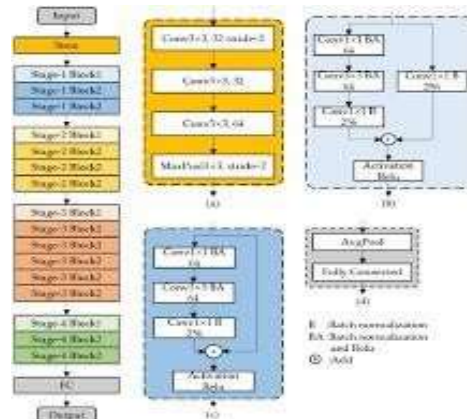 Input
Stem
Stage-1 Block1
Stage-1 Block2
Stage-1 Block2
Stage-2 Block1
Stage-2 Block2
Stage-2 Block2
Stage-2 Block2
Stage-3 Block1
Stage-3 Block2
Stage-3 Block2
Stage-3 Block2
Stage-3 Block2
Stage-3 Block2
Stage-4 Block1
Stage-4 Block2
Stage-4 Block2
FC
Output
Conv3×3, 32 stride=2
Conv3×3, 32
Conv3×3, 64
MaxPool3×3, stride=2
(a)
Conv1×1 BA
64
Conv3×3 BA
64
Conv1×1 B
256
Conv1×1 B
256
Activation
Relu
(b)
Conv1×1 BA
64
Conv3×3 BA
64
Conv1×1 B
256
Activation
Relu
(c)
AvgPool
Fully Connected
(d)
B Batch normalization
BA Batch normalization
and Relu
Add